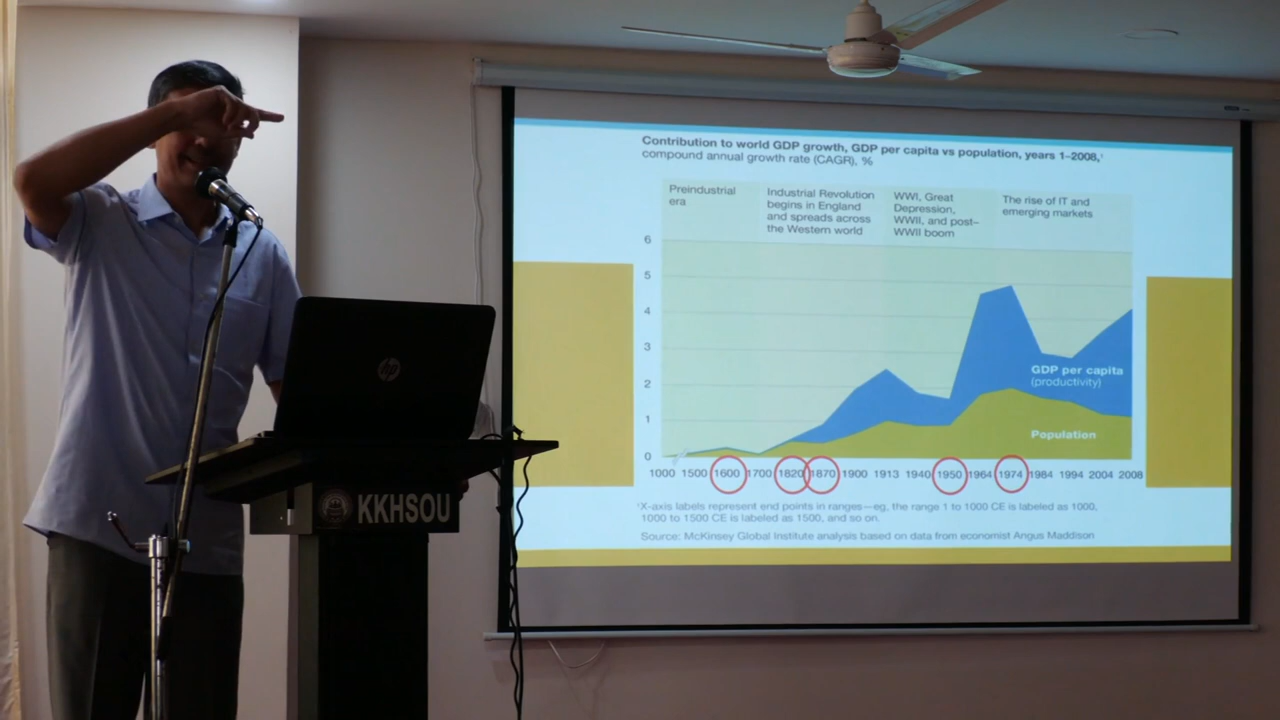 Contribution to world GDP growth, GDP per capita vs population, years 1–2008,¹
compound annual growth rate (CAGR), %
Preindustrial
era
Industrial Revolution
begins in England
and spreads across
the Western world
WWI, Great
Depression,
WWII, and post–
WWII boom
The rise of IT and
emerging markets
6
5
4
3
2
1
0
GDP per capita
(productivity)
Population
1000 1500 1600 1700 1820 1870 1900 1913 1940 1950 1964 1974 1984 1994 2004 2008
¹X-axis labels represent end points in ranges—eg, the range 1 to 1000 CE is labeled as 1000,
1000 to 1500 CE is labeled as 1500, and so on.
Source: McKinsey Global Institute analysis based on data from economist Angus Maddison
hp
KKHSOU